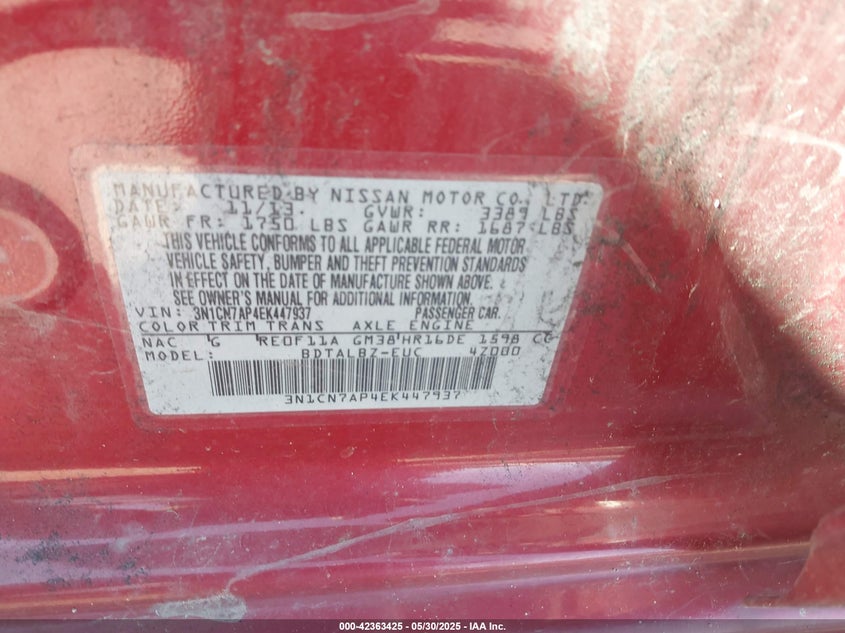 MANUFACTURED BY NISSAN MOTOR CO., LTD.
DATE: 11/13. GVWR: 3389 LBS
GAWR FR: 1750 LBS GAWR RR: 1687 LBS
THIS VEHICLE CONFORMS TO ALL APPLICABLE FEDERAL MOTOR
VEHICLE SAFETY, BUMPER AND THEFT PREVENTION STANDARDS
IN EFFECT ON THE DATE OF MANUFACTURE SHOWN ABOVE.
SEE OWNER'S MANUAL FOR ADDITIONAL INFORMATION.
VIN: 3N1CN7AP4EK447937 PASSENGER CAR.
COLOR TRIM TRANS AXLE ENGINE
NAC G RE0F11A GM38 HR16DE 1598 CC
MODEL: BDTALBZ-EUC 4Z000
3N1CN7AP4EK447937
000-42363425 - 05/30/2025 - IAA Inc.